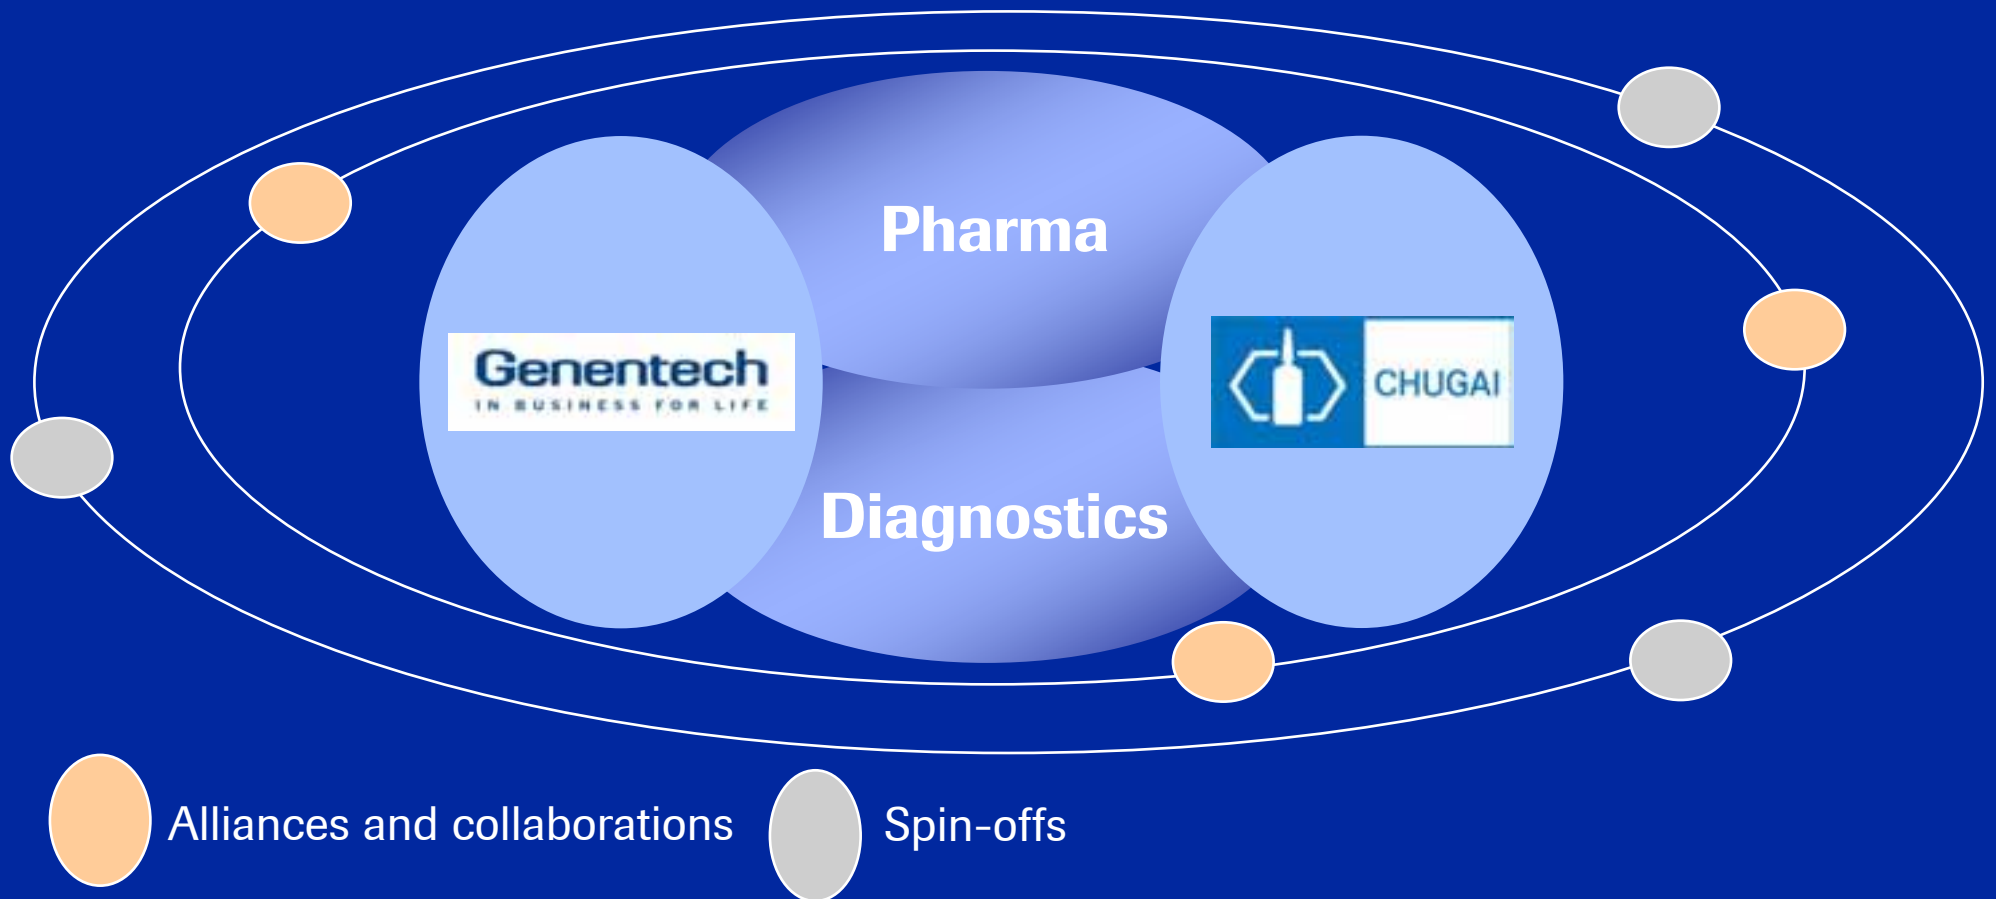 Pharma
Genentech
IN BUSINESS FOR LIFE
CHUGAI
Diagnostics
Alliances and collaborations
Spin-offs